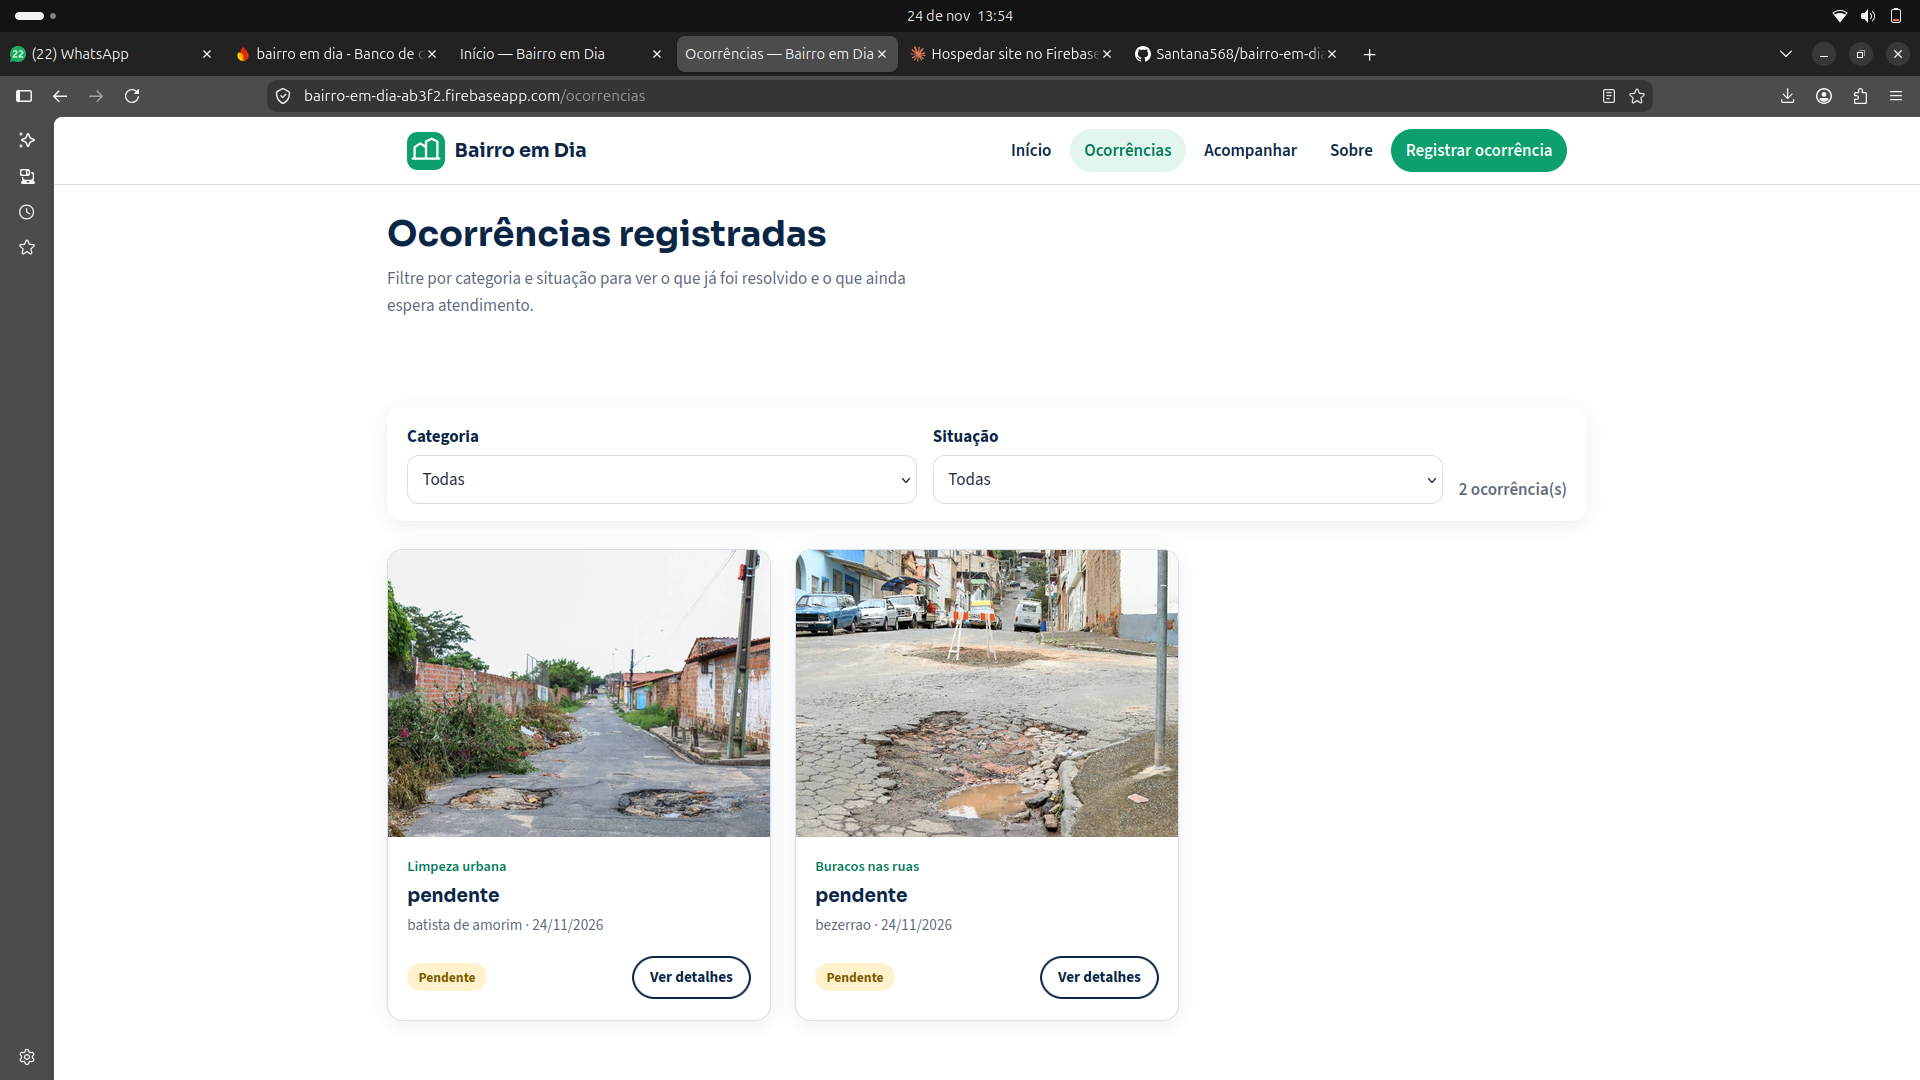 24 de nov 13:54
22
(22) WhatsApp
bairro em dia - Banco de d
Início — Bairro em Dia
Ocorrências — Bairro em Dia
Hospedar site no Firebase
Santana568/bairro-em-dia
bairro-em-dia-ab3f2.firebaseapp.com/ocorrencias
Bairro em Dia
Início
Ocorrências
Acompanhar
Sobre
Registrar ocorrência
Ocorrências registradas
Filtre por categoria e situação para ver o que já foi resolvido e o que ainda
espera atendimento.
Categoria
Situação
Todas
Todas
2 ocorrência(s)
Limpeza urbana
pendente
batista de amorim · 24/11/2026
Pendente
Ver detalhes
Buracos nas ruas
pendente
bezerrao · 24/11/2026
Pendente
Ver detalhes